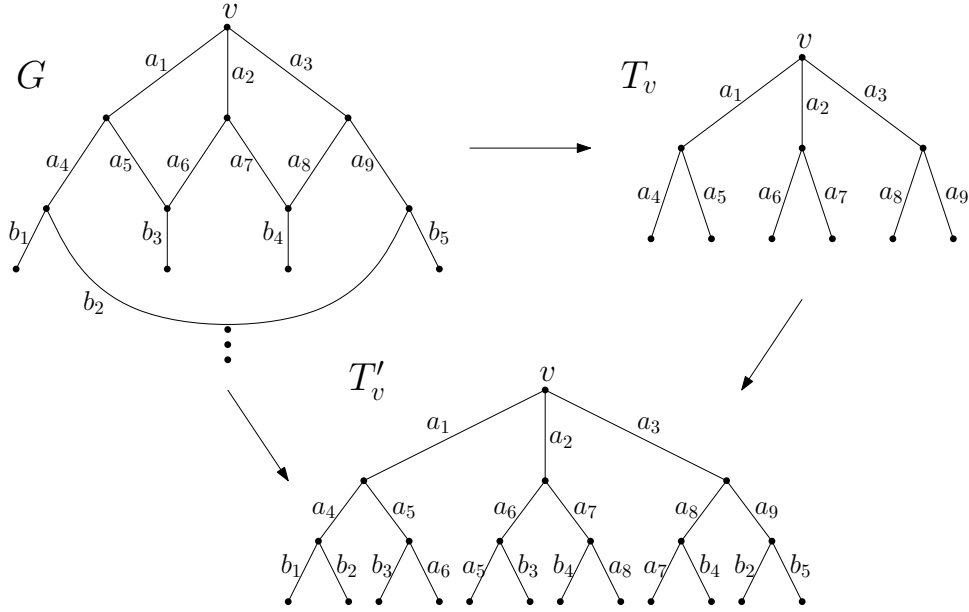 v
G
a₁ a₂ a₃
a₄ a₅ a₆ a₇ a₈ a₉
b₁ b₃ b₄ b₅
b₂
v
T_v
a₁ a₂ a₃
a₄ a₅ a₆ a₇ a₈ a₉
v
T′_v
a₁ a₂ a₃
a₄ a₅ a₆ a₇ a₈ a₉
b₁ b₂ b₃ a₆ a₅ b₃ b₄ a₈ a₇ b₄ b₂ b₅